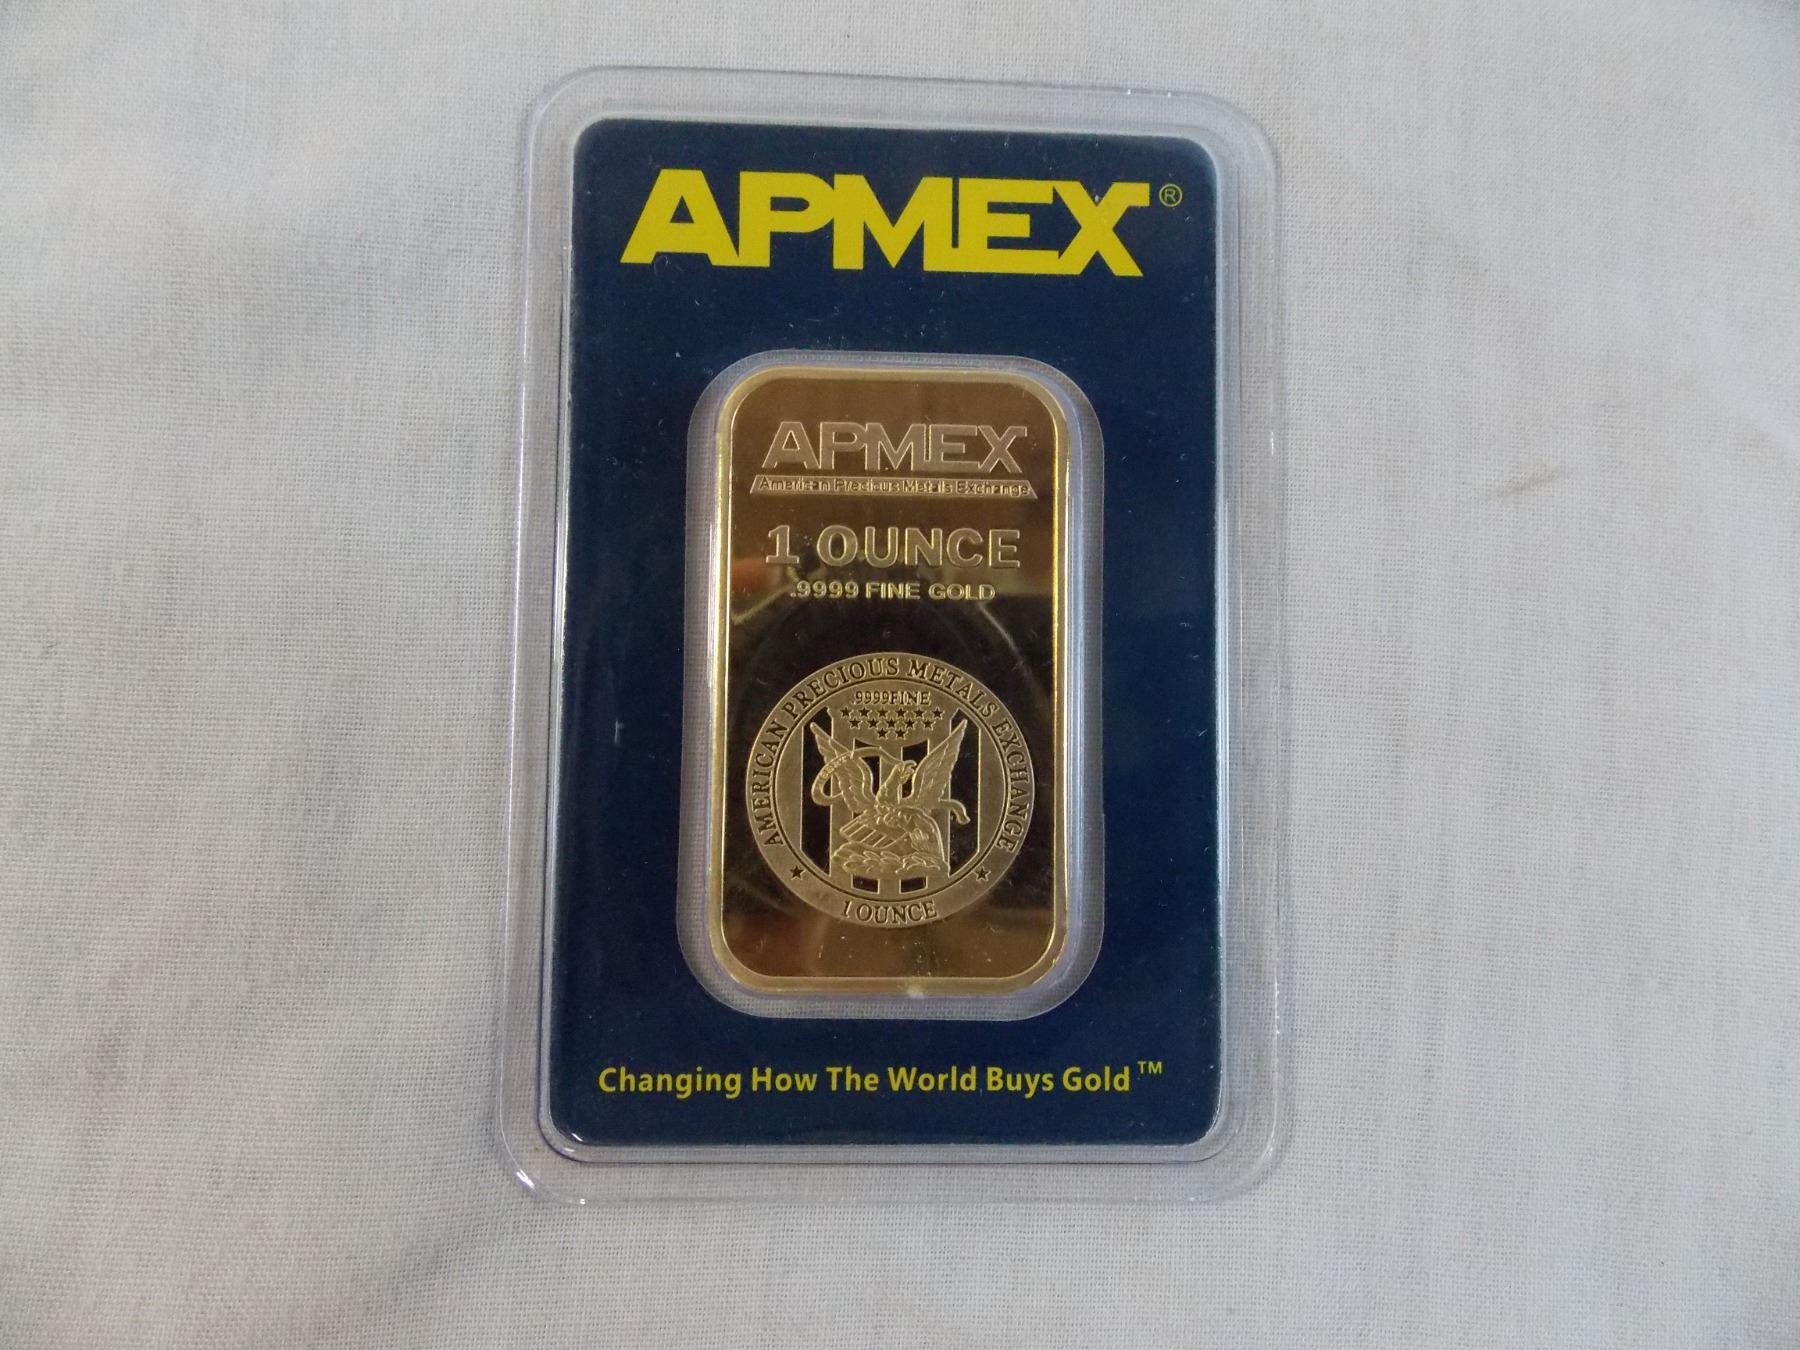 APMEX®
APMEX
American Precious Metals Exchange
1 OUNCE
.9999 FINE GOLD
AMERICAN PRECIOUS METALS EXCHANGE
.9999FINE
1 OUNCE
Changing How The World Buys Gold™